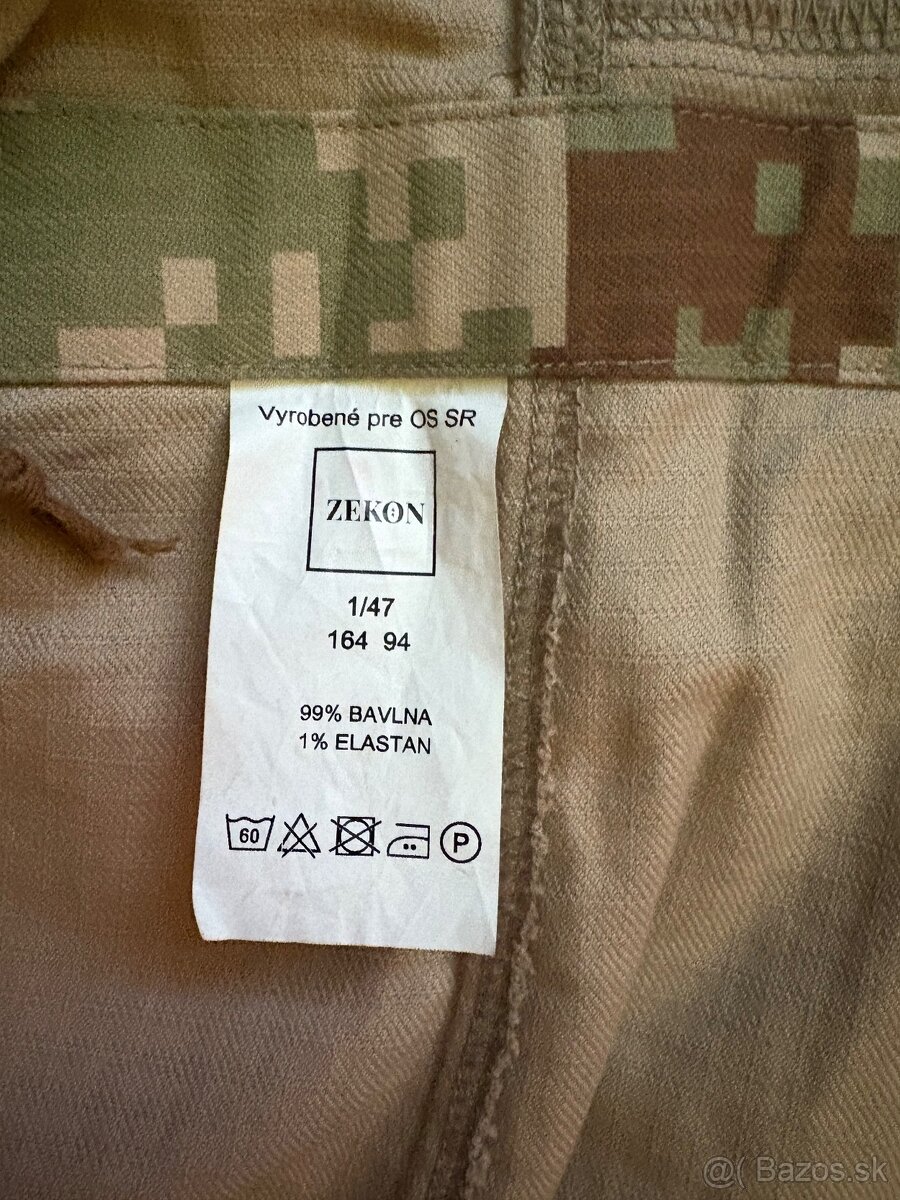 Vyrobené pre OS SR
ZEKON
1/47
164 94
99% BAVLNA
1% ELASTAN
60 P
@( Bazos.sk